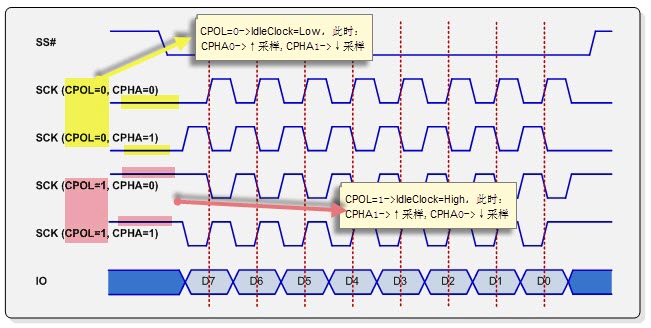 CPOL=0->IdleClock=Low, 此时:
CPHA0->↑采样, CPHA1->↓采样
SS#
SCK (CPOL=0, CPHA=0)
SCK (CPOL=0, CPHA=1)
SCK (CPOL=1, CPHA=0)
CPOL=1->IdleClock=High, 此时:
CPHA1->↑采样, CPHA0->↓采样
SCK (CPOL=1, CPHA=1)
IO
D7 D6 D5 D4 D3 D2 D1 D0